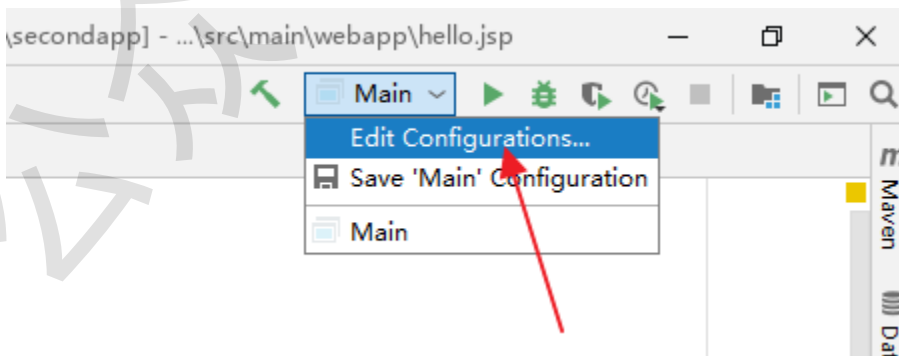 \secondapp] - ...\src\main\webapp\hello.jsp
Main
Edit Configurations...
Save 'Main' Configuration
Main
Maven